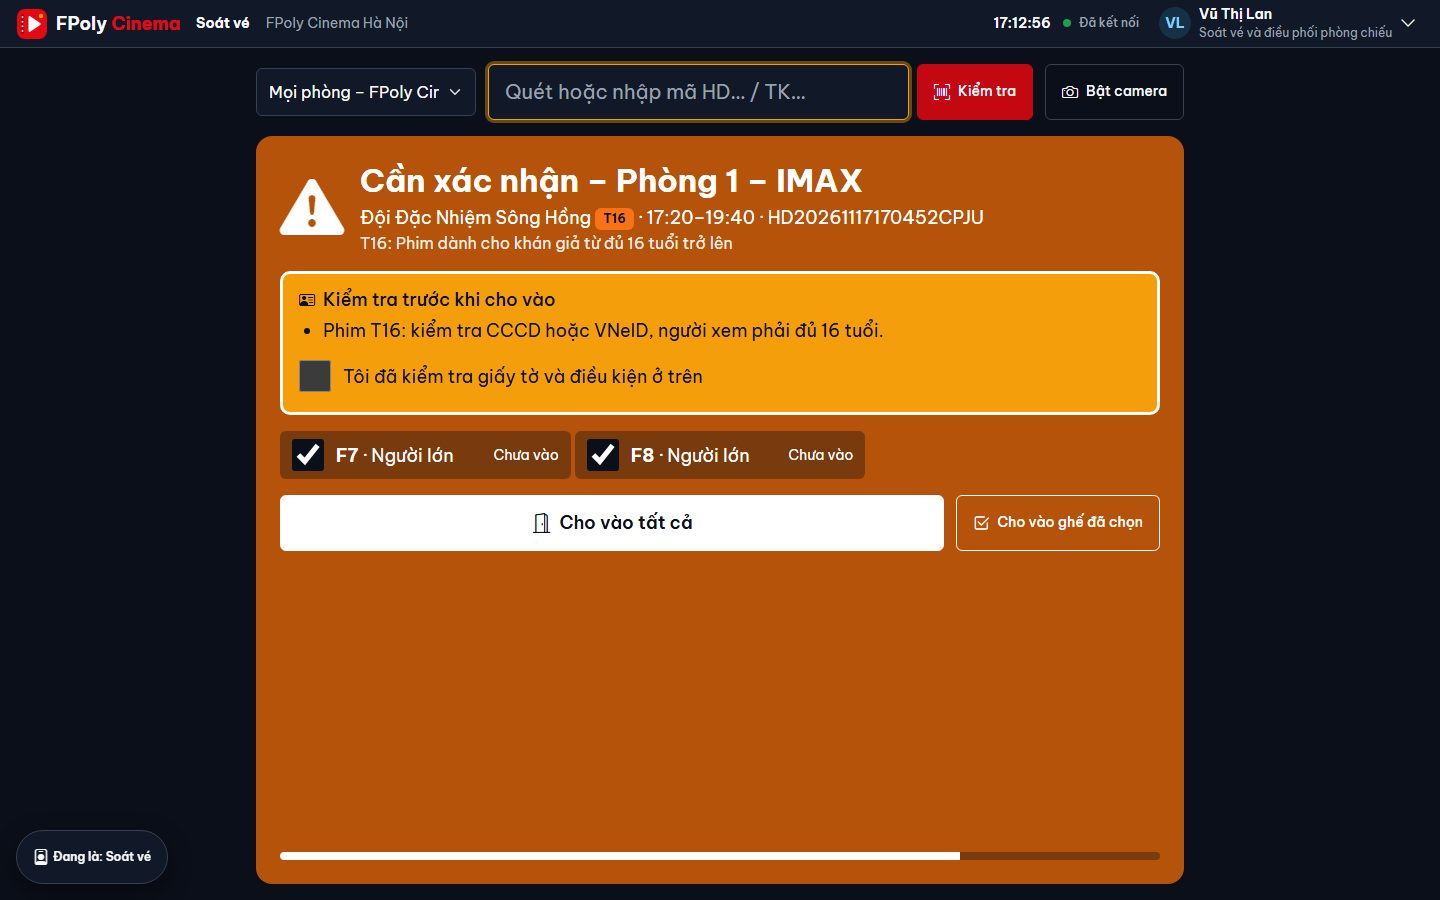 FPoly Cinema Soát vé FPoly Cinema Hà Nội 17:12:56 Đã kết nối VL Vũ Thị Lan
Soát vé và điều phối phòng chiếu
Mọi phòng – FPoly Cir Quét hoặc nhập mã HD... / TK... Kiểm tra Bật camera
Cần xác nhận – Phòng 1 – IMAX
Đội Đặc Nhiệm Sông Hồng T16 · 17:20–19:40 · HD20261117170452CPJU
T16: Phim dành cho khán giả từ đủ 16 tuổi trở lên
Kiểm tra trước khi cho vào
• Phim T16: kiểm tra CCCD hoặc VNeID, người xem phải đủ 16 tuổi.
Tôi đã kiểm tra giấy tờ và điều kiện ở trên
F7 · Người lớn Chưa vào F8 · Người lớn Chưa vào
Cho vào tất cả Cho vào ghế đã chọn
Đang là: Soát vé